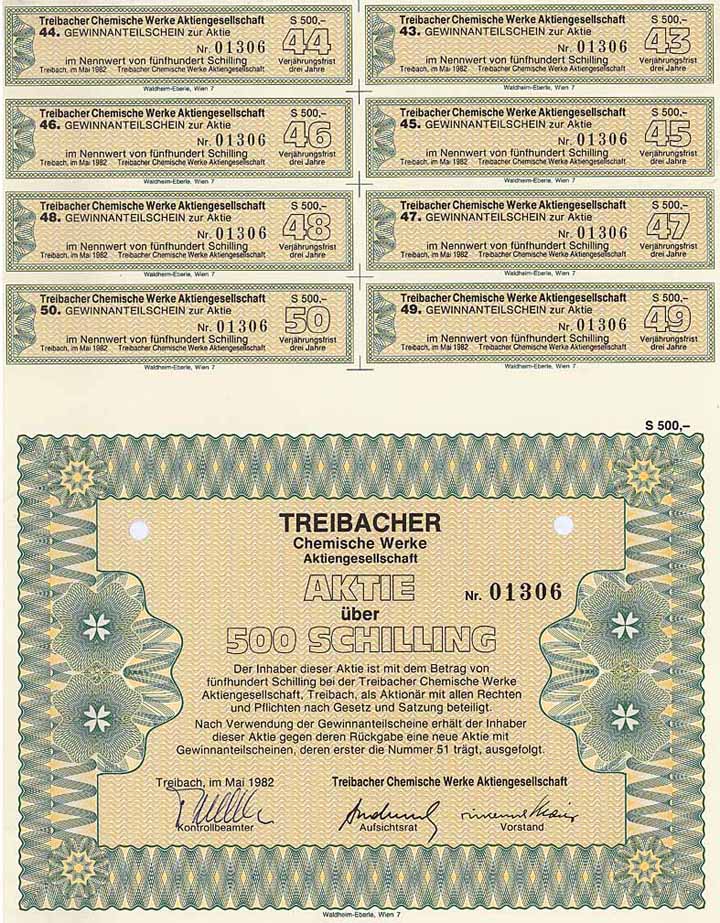 Treibacher Chemische Werke Aktiengesellschaft S 500,–
44. GEWINNANTEILSCHEIN zur Aktie 44
Nr. 01306
im Nennwert von fünfhundert Schilling Verjährungsfrist
Treibach, im Mai 1982 Treibacher Chemische Werke Aktiengesellschaft drei Jahre
Waldheim-Eberle, Wien 7
Treibacher Chemische Werke Aktiengesellschaft S 500,–
43. GEWINNANTEILSCHEIN zur Aktie 43
Nr. 01306
im Nennwert von fünfhundert Schilling Verjährungsfrist
Treibach, im Mai 1982 Treibacher Chemische Werke Aktiengesellschaft drei Jahre
Waldheim-Eberle, Wien 7
Treibacher Chemische Werke Aktiengesellschaft S 500,–
46. GEWINNANTEILSCHEIN zur Aktie 46
Nr. 01306
im Nennwert von fünfhundert Schilling Verjährungsfrist
Treibach, im Mai 1982 Treibacher Chemische Werke Aktiengesellschaft drei Jahre
Waldheim-Eberle, Wien 7
Treibacher Chemische Werke Aktiengesellschaft S 500,–
45. GEWINNANTEILSCHEIN zur Aktie 45
Nr. 01306
im Nennwert von fünfhundert Schilling Verjährungsfrist
Treibach, im Mai 1982 Treibacher Chemische Werke Aktiengesellschaft drei Jahre
Waldheim-Eberle, Wien 7
Treibacher Chemische Werke Aktiengesellschaft S 500,–
48. GEWINNANTEILSCHEIN zur Aktie 48
Nr. 01306
im Nennwert von fünfhundert Schilling Verjährungsfrist
Treibach, im Mai 1982 Treibacher Chemische Werke Aktiengesellschaft drei Jahre
Waldheim-Eberle, Wien 7
Treibacher Chemische Werke Aktiengesellschaft S 500,–
47. GEWINNANTEILSCHEIN zur Aktie 47
Nr. 01306
im Nennwert von fünfhundert Schilling Verjährungsfrist
Treibach, im Mai 1982 Treibacher Chemische Werke Aktiengesellschaft drei Jahre
Waldheim-Eberle, Wien 7
Treibacher Chemische Werke Aktiengesellschaft S 500,–
50. GEWINNANTEILSCHEIN zur Aktie 50
Nr. 01306
im Nennwert von fünfhundert Schilling Verjährungsfrist
Treibach, im Mai 1982 Treibacher Chemische Werke Aktiengesellschaft drei Jahre
Waldheim-Eberle, Wien 7
Treibacher Chemische Werke Aktiengesellschaft S 500,–
49. GEWINNANTEILSCHEIN zur Aktie 49
Nr. 01306
im Nennwert von fünfhundert Schilling Verjährungsfrist
Treibach, im Mai 1982 Treibacher Chemische Werke Aktiengesellschaft drei Jahre
Waldheim-Eberle, Wien 7
S 500,–
TREIBACHER
Chemische Werke
Aktiengesellschaft
AKTIE Nr. 01306
über
500 SCHILLING
Der Inhaber dieser Aktie ist mit dem Betrag von
fünfhundert Schilling bei der Treibacher Chemische Werke
Aktiengesellschaft, Treibach, als Aktionär mit allen Rechten
und Pflichten nach Gesetz und Satzung beteiligt.
Nach Verwendung der Gewinnanteilscheine erhält der Inhaber
dieser Aktie gegen deren Rückgabe eine neue Aktie mit
Gewinnanteilscheinen, deren erster die Nummer 51 trägt, ausgefolgt.
Treibach, im Mai 1982 Treibacher Chemische Werke Aktiengesellschaft
Kontrollbeamter Aufsichtsrat Vorstand
Waldheim-Eberle, Wien 7